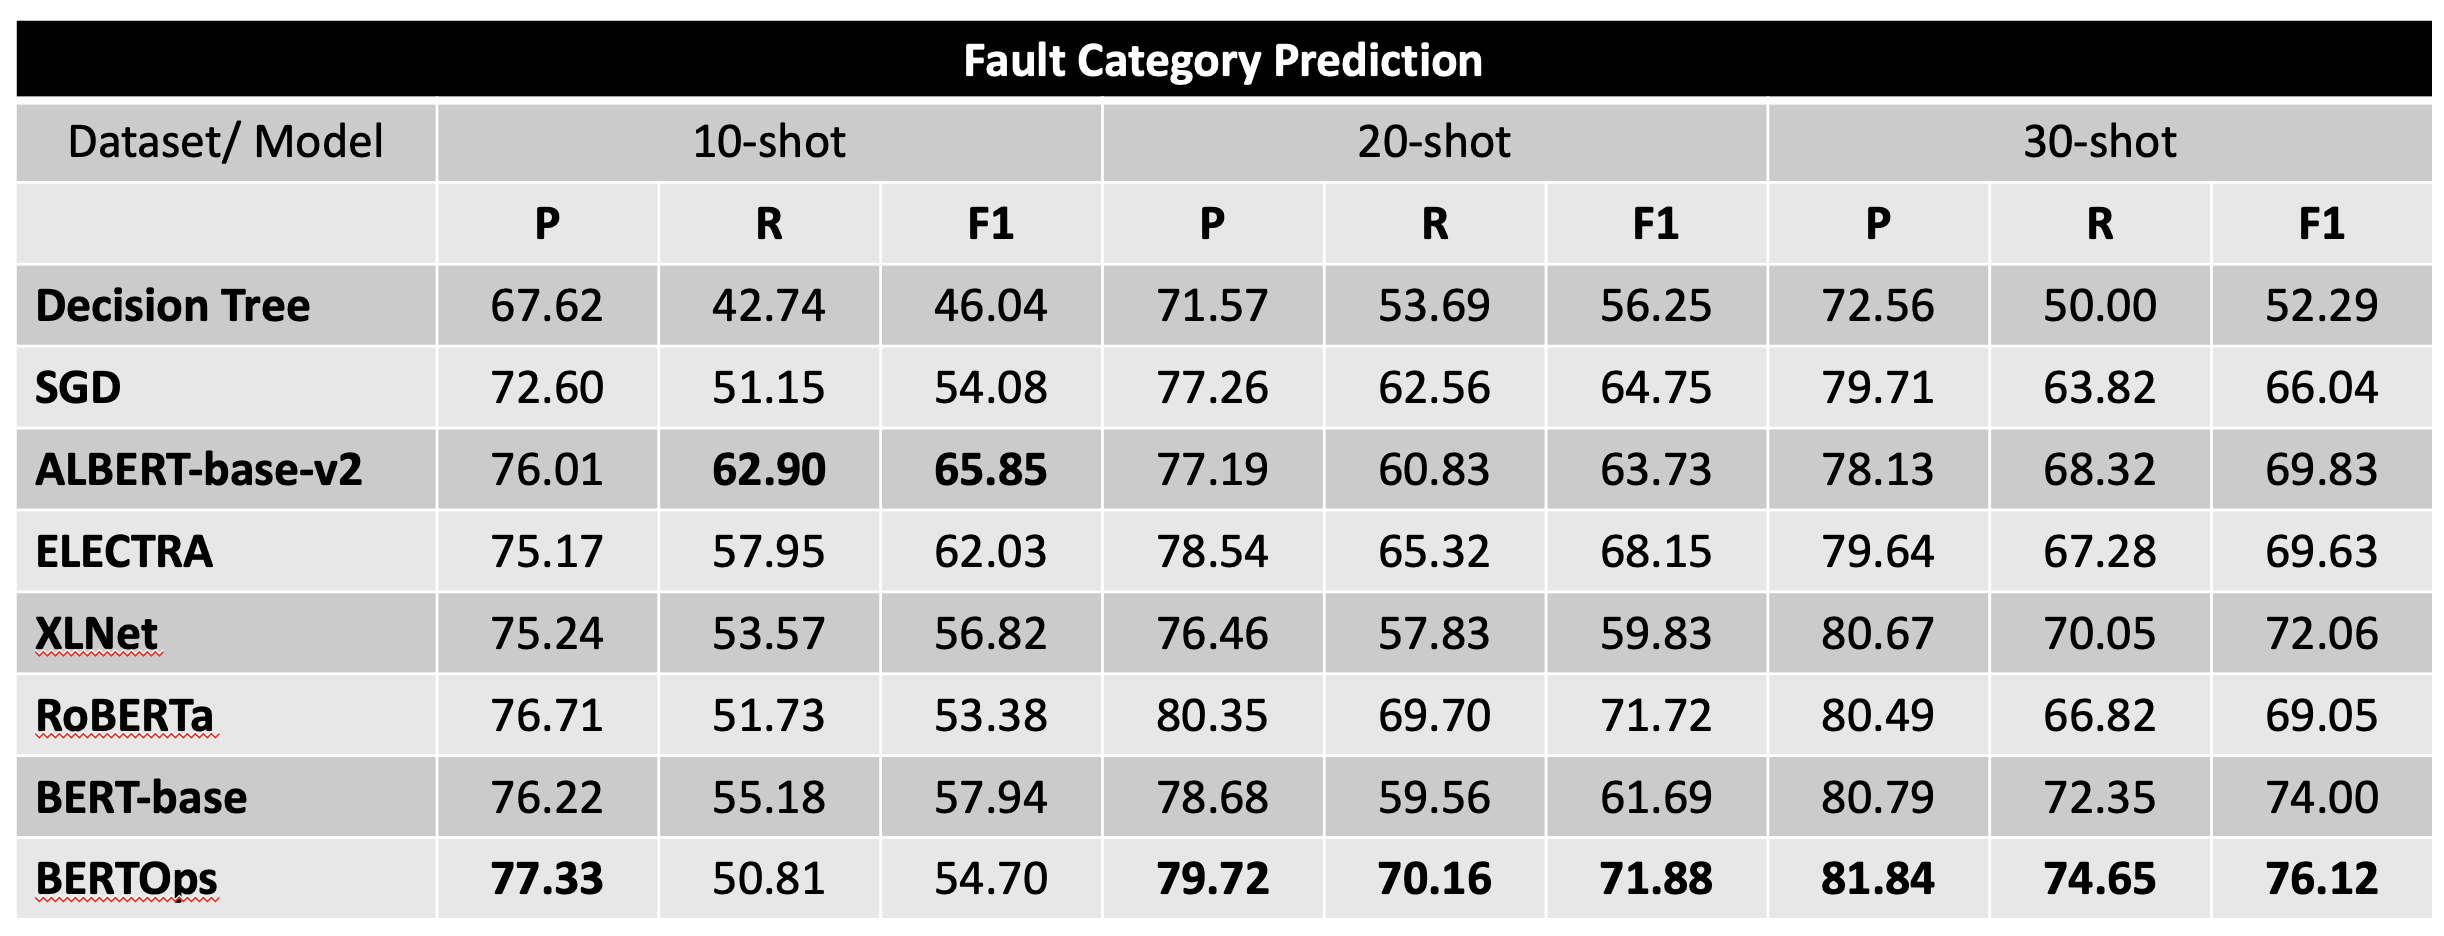 Fault Category Prediction
Dataset/ Model 10-shot 20-shot 30-shot
P R F1 P R F1 P R F1
Decision Tree 67.62 42.74 46.04 71.57 53.69 56.25 72.56 50.00 52.29
SGD 72.60 51.15 54.08 77.26 62.56 64.75 79.71 63.82 66.04
ALBERT-base-v2 76.01 62.90 65.85 77.19 60.83 63.73 78.13 68.32 69.83
ELECTRA 75.17 57.95 62.03 78.54 65.32 68.15 79.64 67.28 69.63
XLNet 75.24 53.57 56.82 76.46 57.83 59.83 80.67 70.05 72.06
RoBERTa 76.71 51.73 53.38 80.35 69.70 71.72 80.49 66.82 69.05
BERT-base 76.22 55.18 57.94 78.68 59.56 61.69 80.79 72.35 74.00
BERTOps 77.33 50.81 54.70 79.72 70.16 71.88 81.84 74.65 76.12